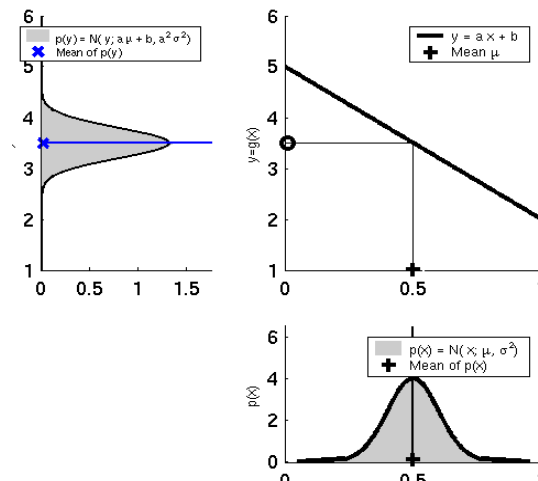 p(y) = N( y; a μ + b, a² σ²)
Mean of p(y)
6
5
4
3
2
1
0 0.5 1 1.5
y = a x + b
Mean μ
y=g(x)
6
5
4
3
2
1
0 0.5 1
p(x) = N( x; μ, σ²)
Mean of p(x)
p(x)
6
4
2
0
0 0.5